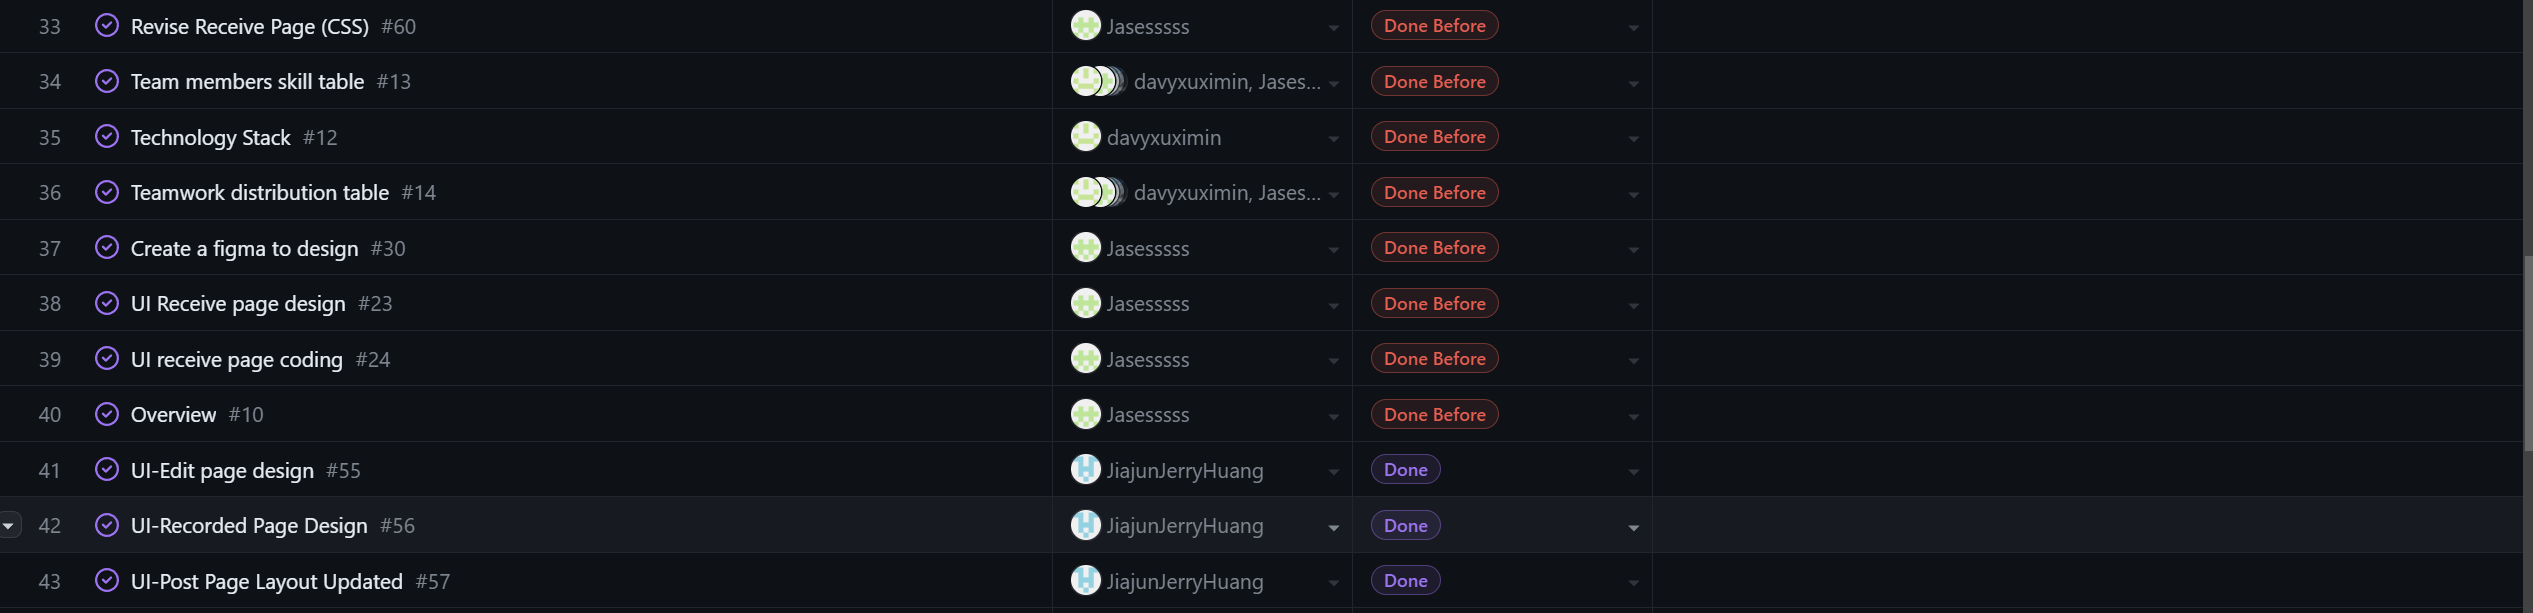 33 Revise Receive Page (CSS) #60 Jasesssss Done Before
34 Team members skill table #13 davyxuximin, Jases... Done Before
35 Technology Stack #12 davyxuximin Done Before
36 Teamwork distribution table #14 davyxuximin, Jases... Done Before
37 Create a figma to design #30 Jasesssss Done Before
38 UI Receive page design #23 Jasesssss Done Before
39 UI receive page coding #24 Jasesssss Done Before
40 Overview #10 Jasesssss Done Before
41 UI-Edit page design #55 JiajunJerryHuang Done
42 UI-Recorded Page Design #56 JiajunJerryHuang Done
43 UI-Post Page Layout Updated #57 JiajunJerryHuang Done